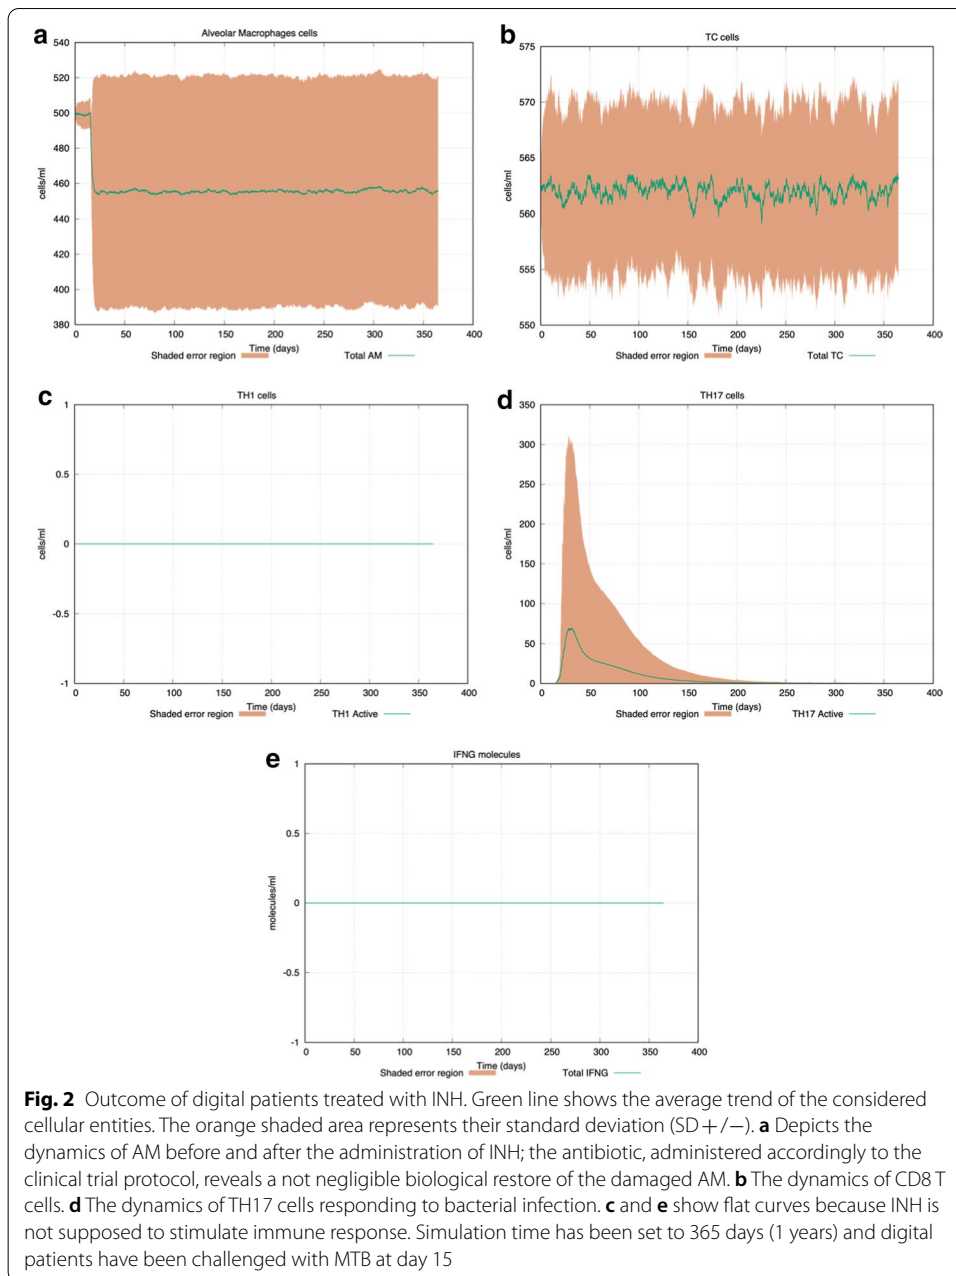 a
Alveolar Macrophages cells
540
520
500
480
460
440
420
400
380
cells/ml
0 50 100 150 200 250 300 350 400
Time (days)
Shaded error region Total AM
b
TC cells
575
570
565
560
555
550
cells/ml
0 50 100 150 200 250 300 350 400
Time (days)
Shaded error region Total TC
c
TH1 cells
1
0.5
0
-0.5
-1
cells/ml
0 50 100 150 200 250 300 350 400
Time (days)
Shaded error region TH1 Active
d
TH17 cells
350
300
250
200
150
100
50
0
cells/ml
0 50 100 150 200 250 300 350 400
Time (days)
Shaded error region TH17 Active
e
IFNG molecules
1
0.5
0
-0.5
-1
molecules/ml
0 50 100 150 200 250 300 350 400
Time (days)
Shaded error region Total IFNG
Fig. 2 Outcome of digital patients treated with INH. Green line shows the average trend of the considered
cellular entities. The orange shaded area represents their standard deviation (SD+/−). a Depicts the
dynamics of AM before and after the administration of INH; the antibiotic, administered accordingly to the
clinical trial protocol, reveals a not negligible biological restore of the damaged AM. b The dynamics of CD8 T
cells. d The dynamics of TH17 cells responding to bacterial infection. c and e show flat curves because INH is
not supposed to stimulate immune response. Simulation time has been set to 365 days (1 years) and digital
patients have been challenged with MTB at day 15